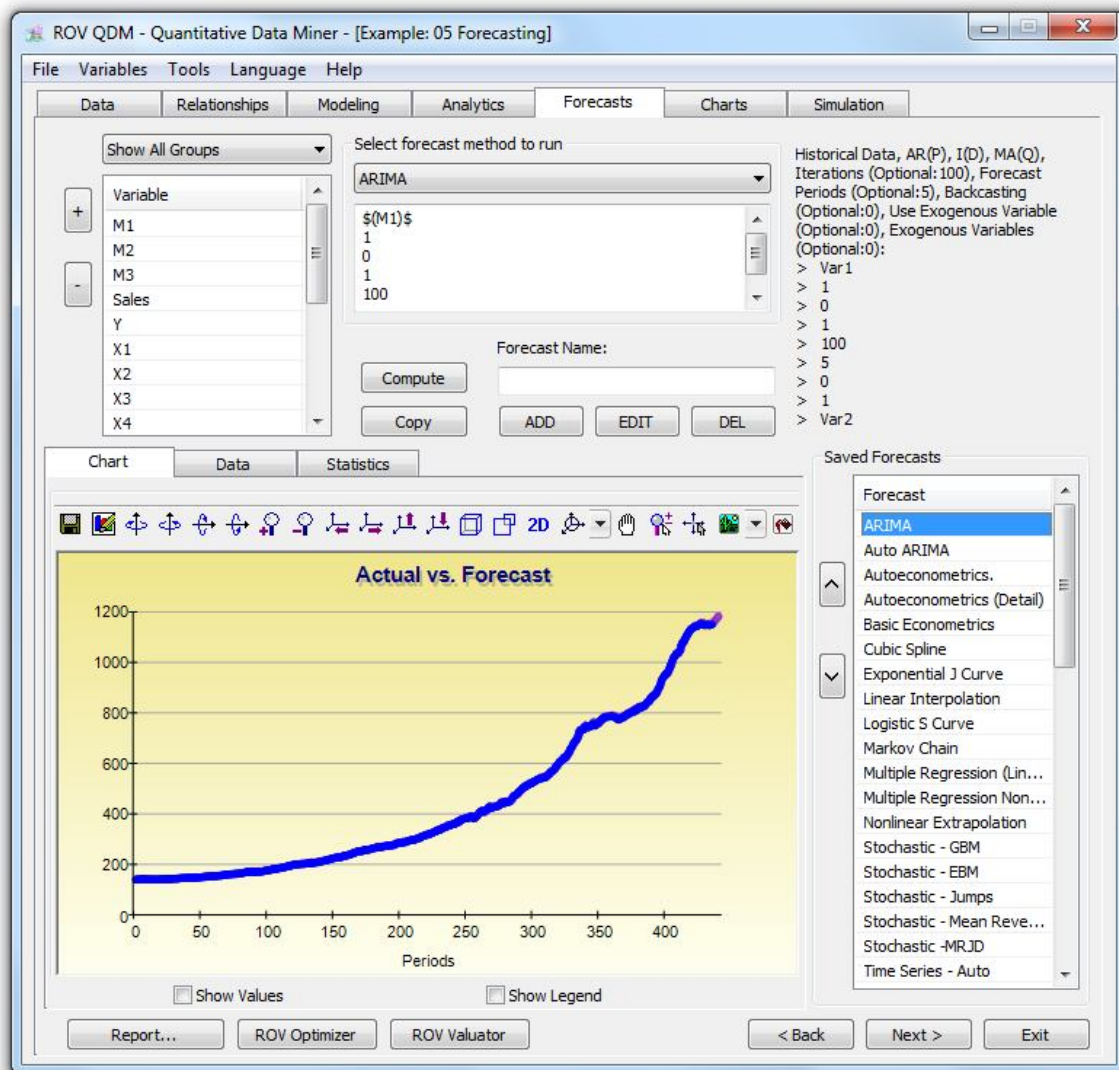 ROV QDM - Quantitative Data Miner - [Example: 05 Forecasting]
File Variables Tools Language Help
Data Relationships Modeling Analytics Forecasts Charts Simulation
Show All Groups
Variable
M1
M2
M3
Sales
Y
X1
X2
X3
X4
+
-
Select forecast method to run
ARIMA
$(M1)$
1
0
1
100
Forecast Name:
Compute
Copy ADD EDIT DEL
Historical Data, AR(P), I(D), MA(Q),
Iterations (Optional:100), Forecast
Periods (Optional:5), Backcasting
(Optional:0), Use Exogenous Variable
(Optional:0), Exogenous Variables
(Optional:0):
> Var1
> 1
> 0
> 1
> 100
> 5
> 0
> 1
> Var2
Chart Data Statistics
2D
Actual vs. Forecast
1200
1000
800
600
400
200
0
0 50 100 150 200 250 300 350 400
Periods
Show Values Show Legend
Saved Forecasts
Forecast
ARIMA
Auto ARIMA
Autoeconometrics.
Autoeconometrics (Detail)
Basic Econometrics
Cubic Spline
Exponential J Curve
Linear Interpolation
Logistic S Curve
Markov Chain
Multiple Regression (Lin...
Multiple Regression Non...
Nonlinear Extrapolation
Stochastic - GBM
Stochastic - EBM
Stochastic - Jumps
Stochastic - Mean Reve...
Stochastic -MRJD
Time Series - Auto
Report... ROV Optimizer ROV Valuator < Back Next > Exit